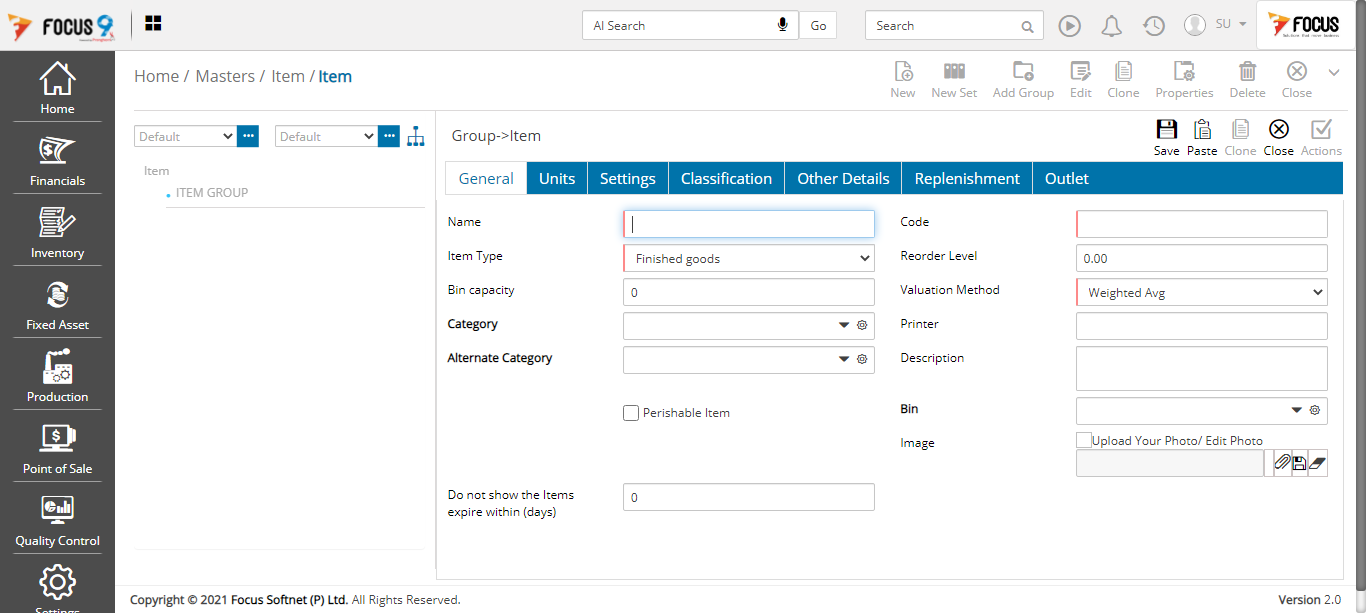 FOCUS 9
AI Search
Go
Search
SU
FOCUS
Home
Financials
Inventory
Fixed Asset
Production
Point of Sale
Quality Control
Settings
Home / Masters / Item / Item
New
New Set
Add Group
Edit
Clone
Properties
Delete
Close
Default
Default
Item
ITEM GROUP
Group->Item
Save
Paste
Clone
Close
Actions
General
Units
Settings
Classification
Other Details
Replenishment
Outlet
Name
Code
Item Type
Finished goods
Reorder Level
0.00
Bin capacity
0
Valuation Method
Weighted Avg
Category
Printer
Alternate Category
Description
Perishable Item
Bin
Image
Upload Your Photo/ Edit Photo
Do not show the Items
expire within (days)
0
Copyright © 2021 Focus Softnet (P) Ltd. All Rights Reserved.
Version 2.0